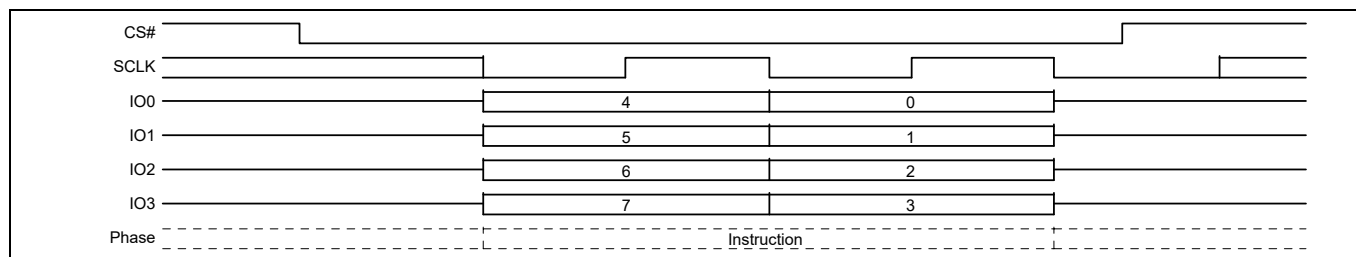 CS#
SCLK
IO0 4 0
IO1 5 1
IO2 6 2
IO3 7 3
Phase Instruction